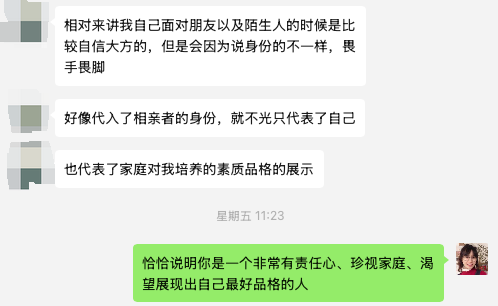 相对来讲我自己面对朋友以及陌生人的时候是比
较自信大方的，但是会因为说身份的不一样，畏
手畏脚
好像代入了相亲者的身份，就不光只代表了自己
也代表了家庭对我培养的素质品格的展示
星期五 11:23
恰恰说明你是一个非常有责任心、珍视家庭、渴
望展现出自己最好品格的人